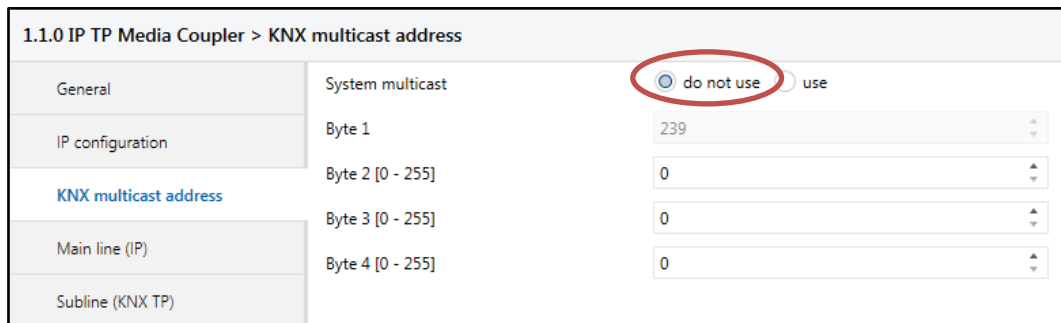 1.1.0 IP TP Media Coupler > KNX multicast address
General
IP configuration
KNX multicast address
Main line (IP)
Subline (KNX TP)
System multicast do not use use
Byte 1 239
Byte 2 [0 - 255] 0
Byte 3 [0 - 255] 0
Byte 4 [0 - 255] 0